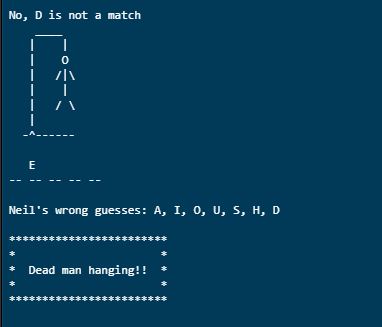 No, D is not a match
   ____
  |    |
  |    O
  |   /|\
  |    |
  |   / \
  |
 -^------
   E
-- -- -- -- --
Neil's wrong guesses: A, I, O, U, S, H, D
************************
*                      *
*  Dead man hanging!!  *
*                      *
************************